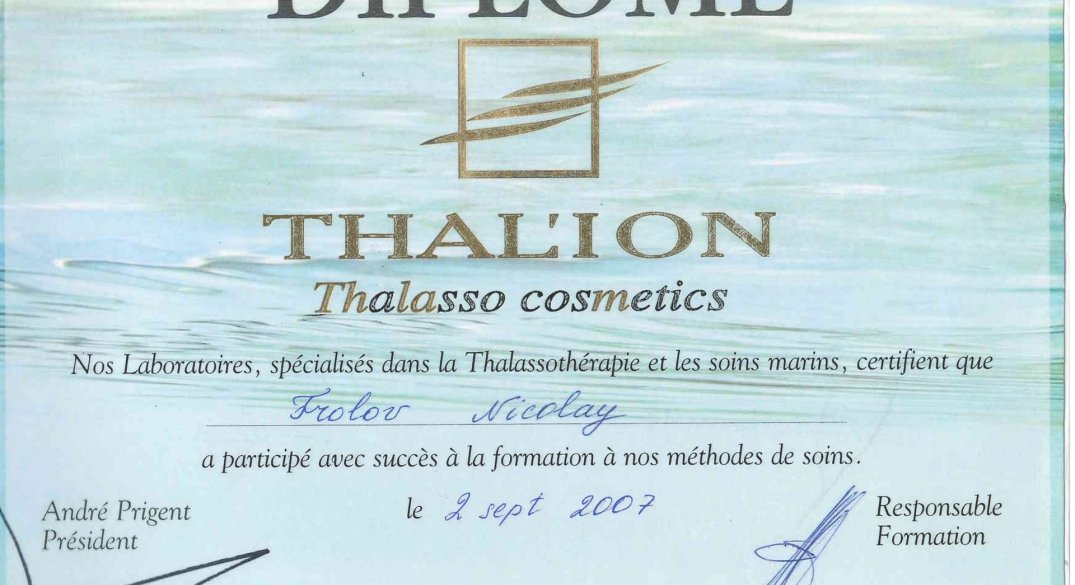 DIPLÔME
THAL'ION
Thalasso cosmetics
Nos Laboratoires, spécialisés dans la Thalassothérapie et les soins marins, certifient que
Frolov Nicolay
a participé avec succès à la formation à nos méthodes de soins.
le 2 sept 2007
André Prigent
Président
Responsable
Formation